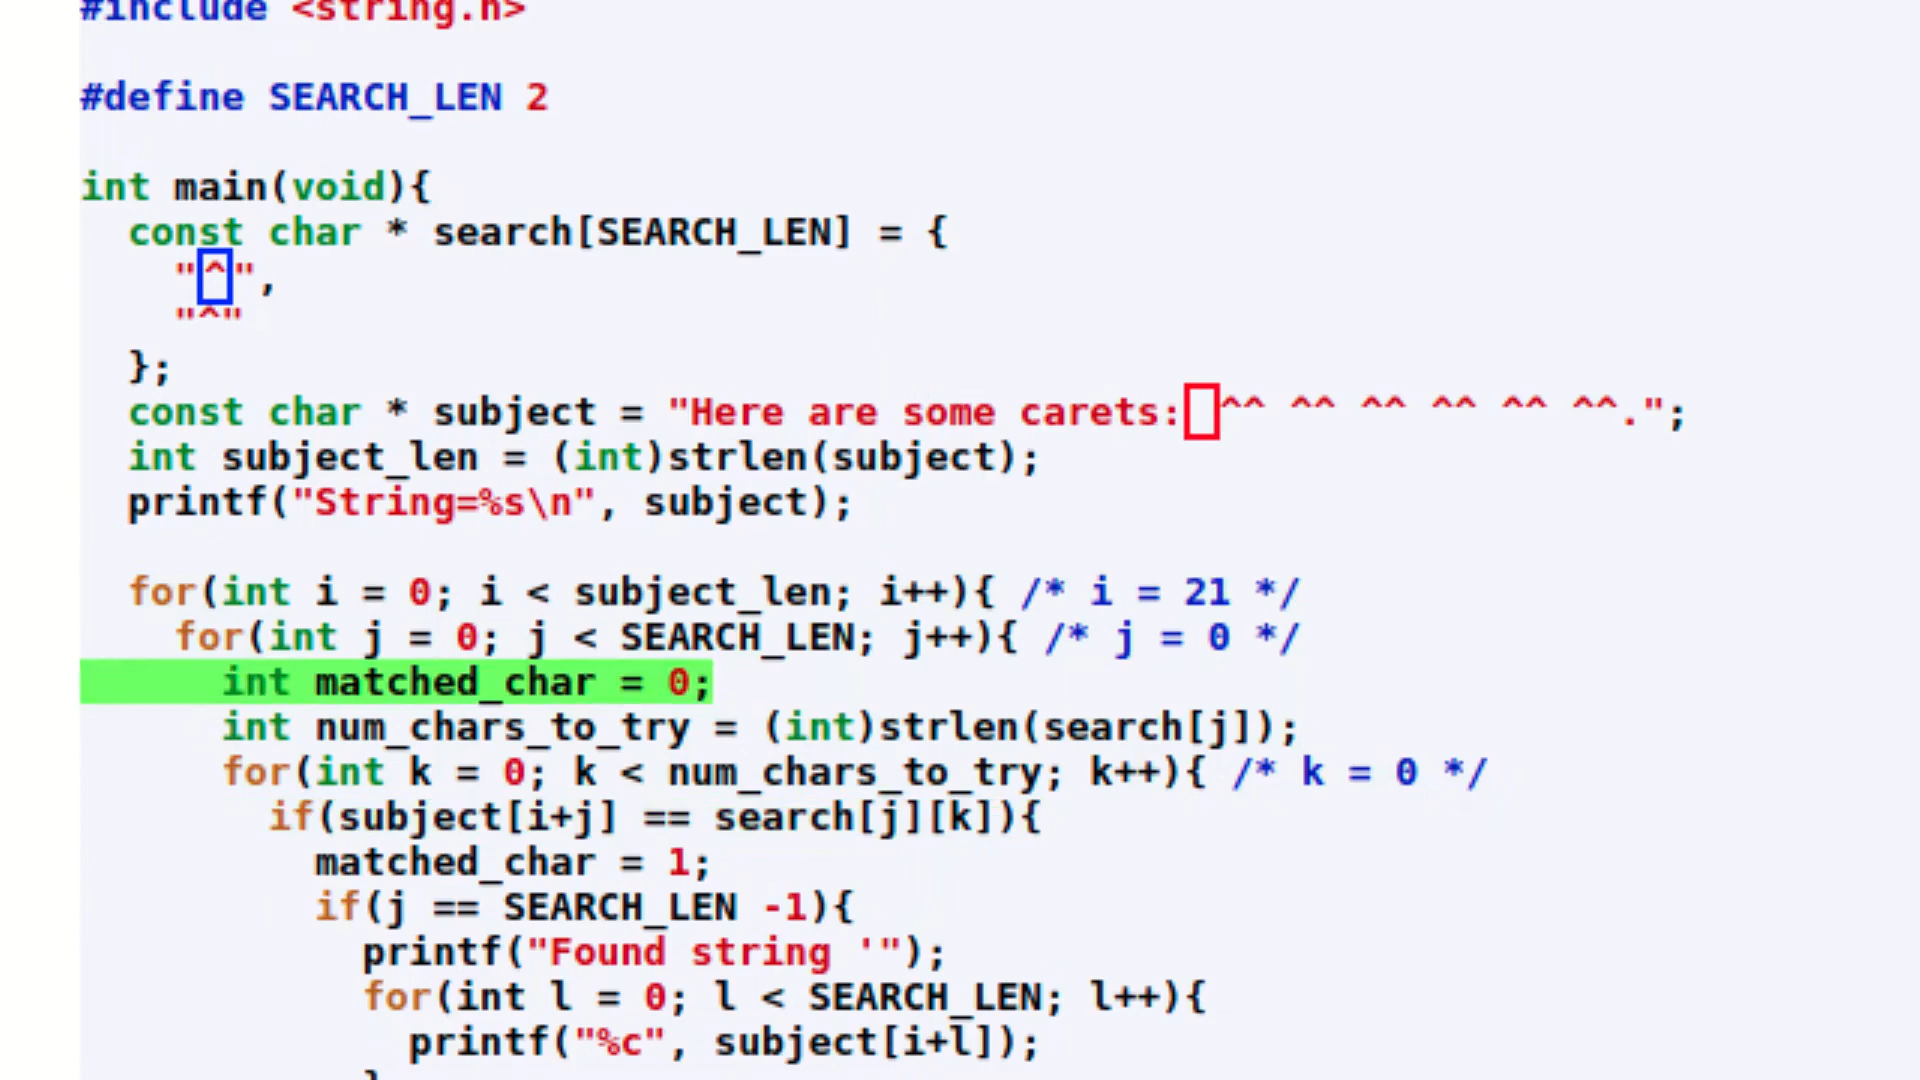 #include <string.h>
#define SEARCH_LEN 2
int main(void){
const char * search[SEARCH_LEN] = {
"^",
"^"
};
const char * subject = "Here are some carets: ^^ ^^ ^^ ^^ ^^ ^^.";
int subject_len = (int)strlen(subject);
printf("String=%s\n", subject);
for(int i = 0; i < subject_len; i++){ /* i = 21 */
for(int j = 0; j < SEARCH_LEN; j++){ /* j = 0 */
int matched_char = 0;
int num_chars_to_try = (int)strlen(search[j]);
for(int k = 0; k < num_chars_to_try; k++){ /* k = 0 */
if(subject[i+j] == search[j][k]){
matched_char = 1;
if(j == SEARCH_LEN -1){
printf("Found string '");
for(int l = 0; l < SEARCH_LEN; l++){
printf("%c", subject[i+l]);
}